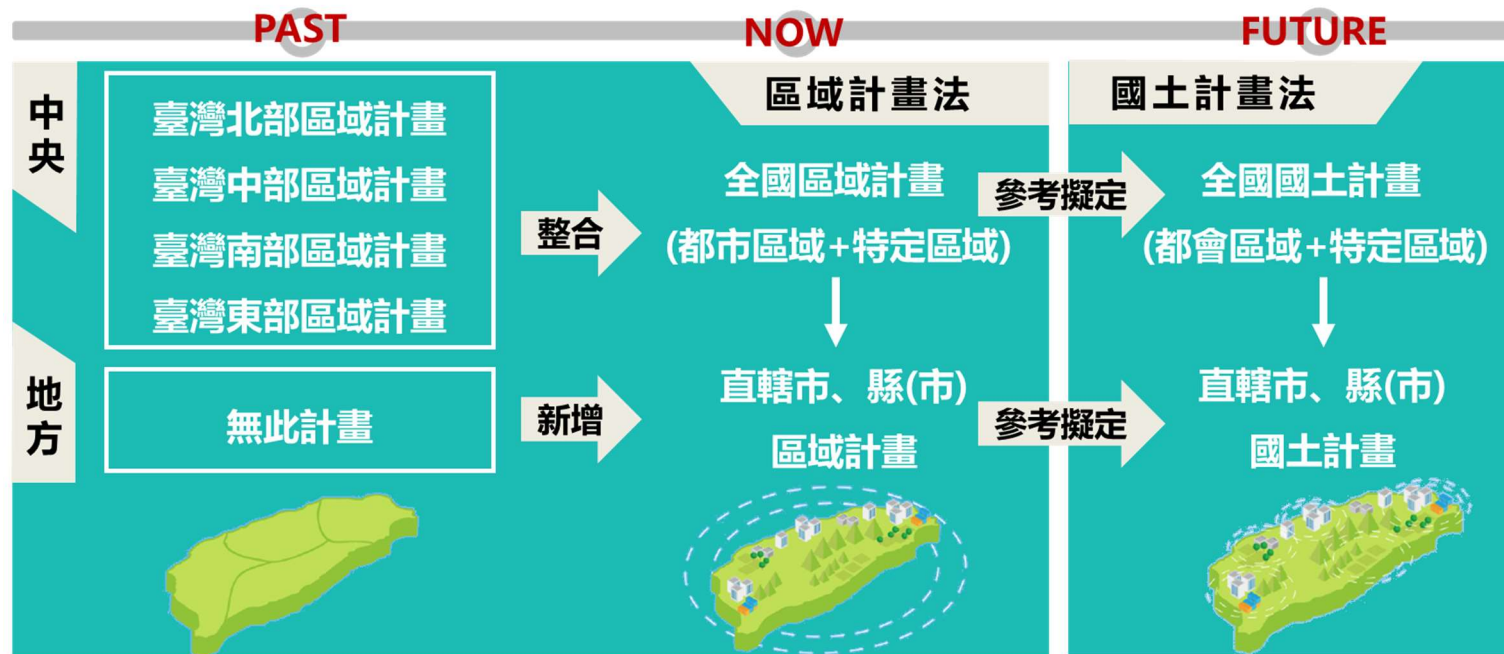 PAST
NOW
FUTURE
中央
臺灣北部區域計畫
臺灣中部區域計畫
臺灣南部區域計畫
臺灣東部區域計畫
整合
區域計畫法
全國區域計畫
(都市區域+特定區域)
參考擬定
國土計畫法
全國國土計畫
(都會區域+特定區域)
地方
無此計畫
新增
直轄市、縣(市)
區域計畫
參考擬定
直轄市、縣(市)
國土計畫